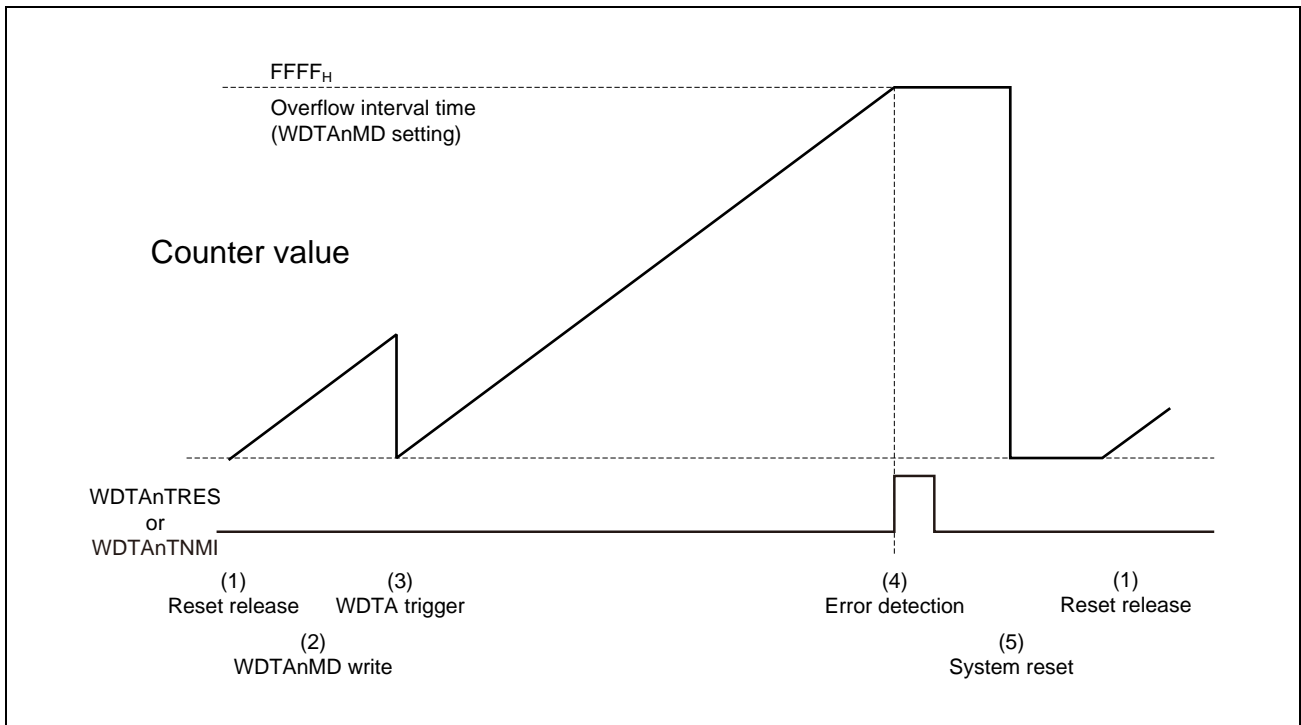 FFFFH
Overflow interval time
(WDTAnMD setting)
Counter value
WDTAnTRES
or
WDTAnTNMI
(1)
Reset release
(3)
WDTA trigger
(4)
Error detection
(1)
Reset release
(2)
WDTAnMD write
(5)
System reset